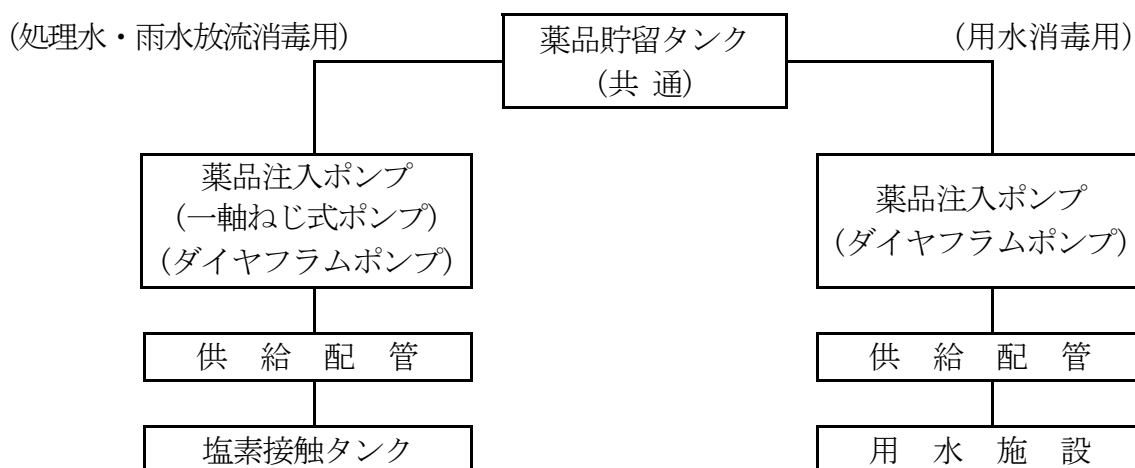 (処理水・雨水放流消毒用)
薬品貯留タンク
(共 通)
(用水消毒用)
薬品注入ポンプ
(一軸ねじ式ポンプ)
(ダイヤフラムポンプ)
薬品注入ポンプ
(ダイヤフラムポンプ)
供 給 配 管
供 給 配 管
塩素接触タンク
用 水 施 設